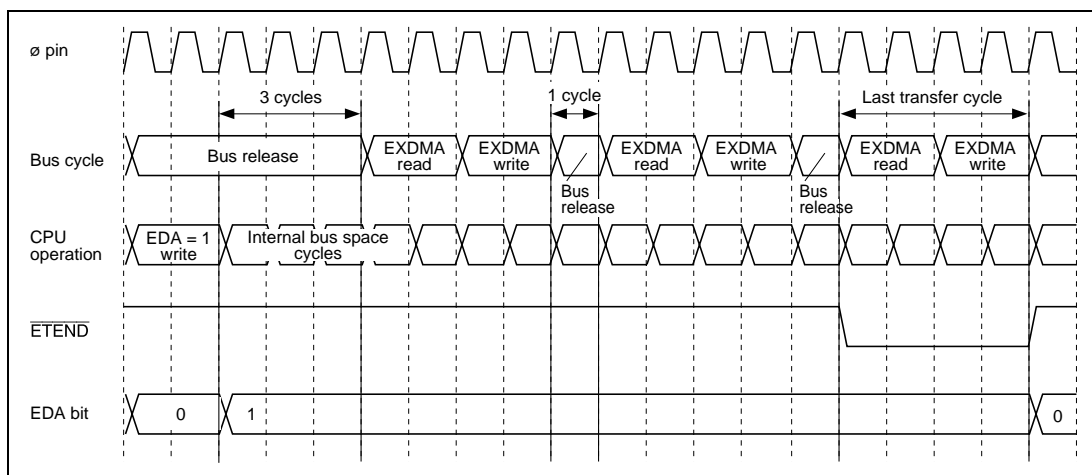 ø pin
3 cycles
1 cycle
Last transfer cycle
Bus cycle
Bus release
EXDMA
read
EXDMA
write
EXDMA
read
EXDMA
write
EXDMA
read
EXDMA
write
Bus
release
Bus
release
CPU
operation
EDA = 1
write
Internal bus space
cycles
ETEND
EDA bit
0
1
0